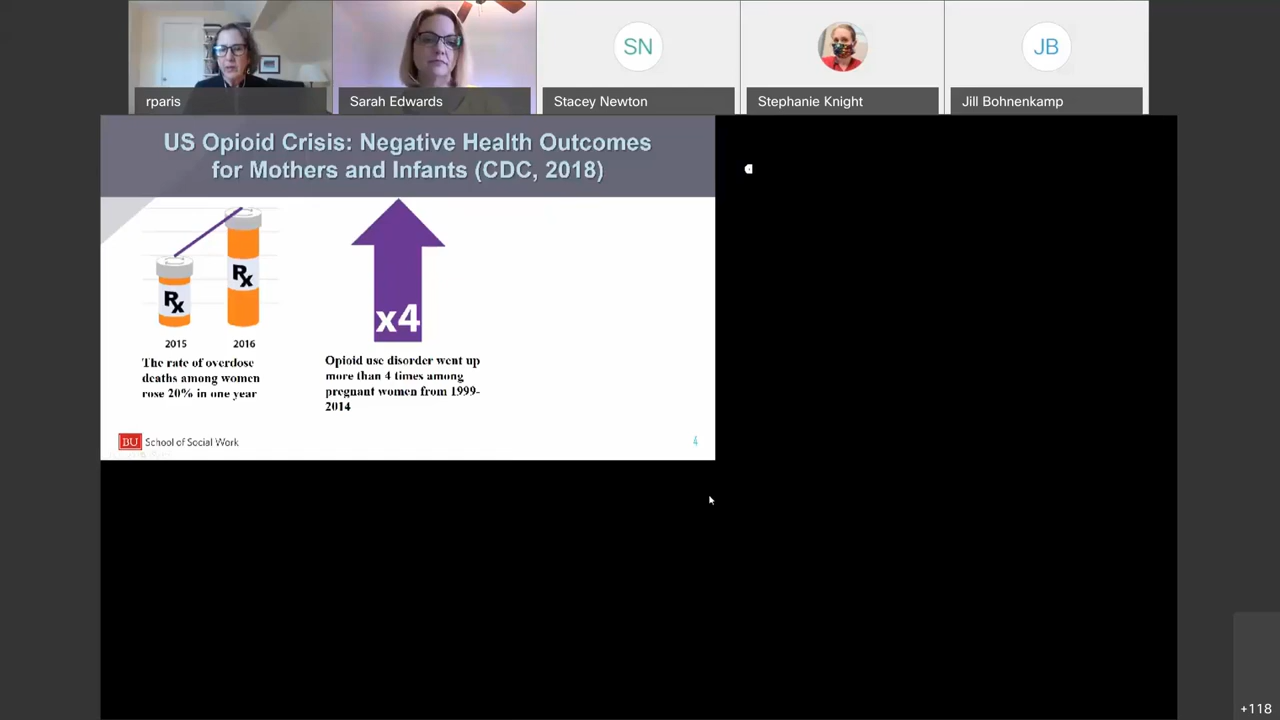 SN
JB
rparis
Sarah Edwards
Stacey Newton
Stephanie Knight
Jill Bohnenkamp
US Opioid Crisis: Negative Health Outcomes
for Mothers and Infants (CDC, 2018)
Rx
Rx
x4
2015
2016
The rate of overdose
deaths among women
rose 20% in one year
Opioid use disorder went up
more than 4 times among
pregnant women from 1999-
2014
BU School of Social Work
4
+118